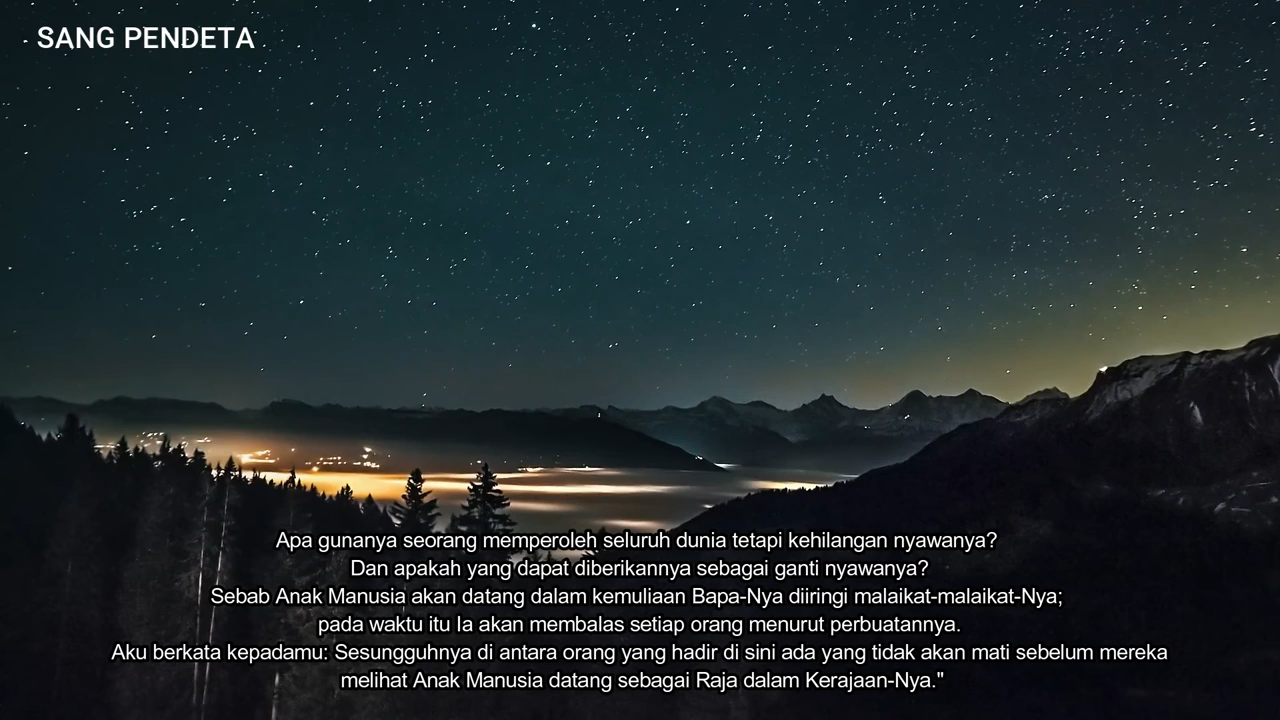 SANG PENDETA
Apa gunanya seorang memperoleh seluruh dunia tetapi kehilangan nyawanya?
Dan apakah yang dapat diberikannya sebagai ganti nyawanya?
Sebab Anak Manusia akan datang dalam kemuliaan Bapa-Nya diiringi malaikat-malaikat-Nya;
pada waktu itu Ia akan membalas setiap orang menurut perbuatannya.
Aku berkata kepadamu: Sesungguhnya di antara orang yang hadir di sini ada yang tidak akan mati sebelum mereka
melihat Anak Manusia datang sebagai Raja dalam Kerajaan-Nya."